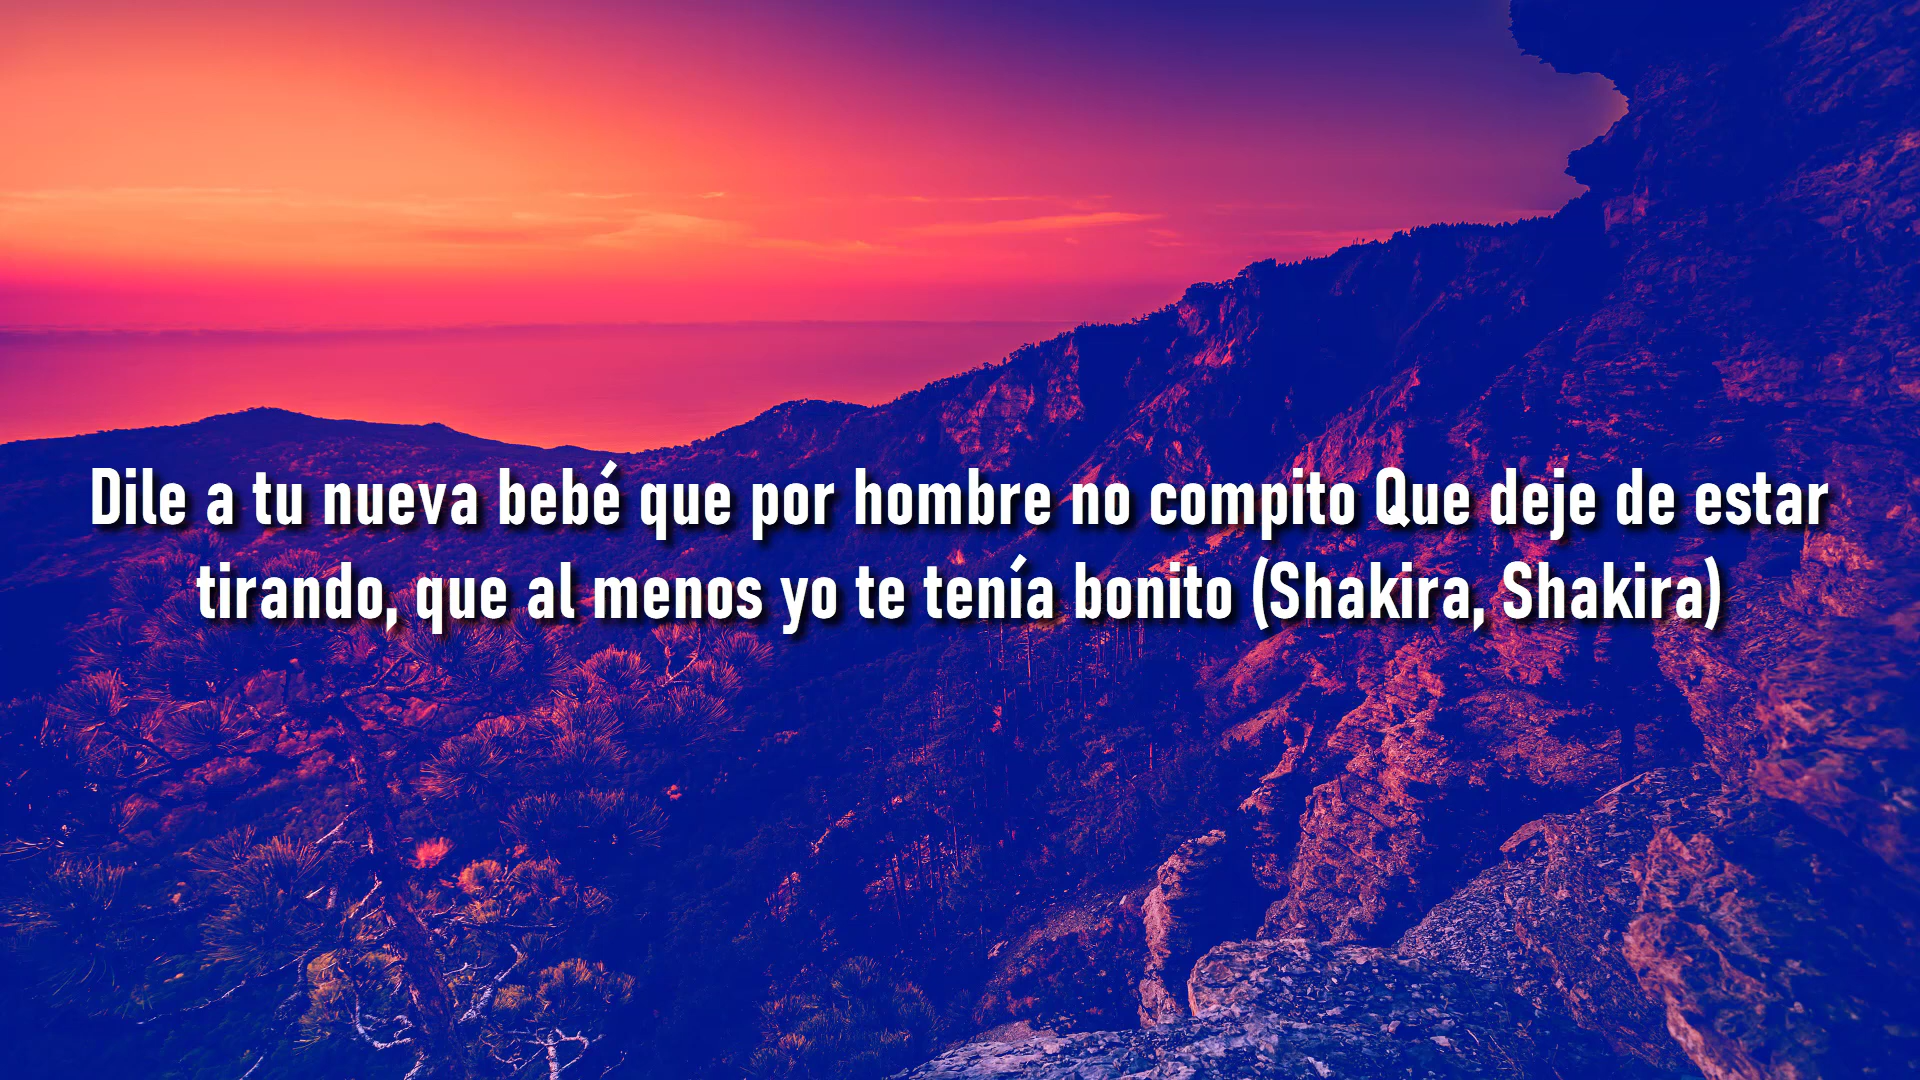 Dile a tu nueva bebé que por hombre no compito Que deje de estar
tirando, que al menos yo te tenía bonito (Shakira, Shakira)